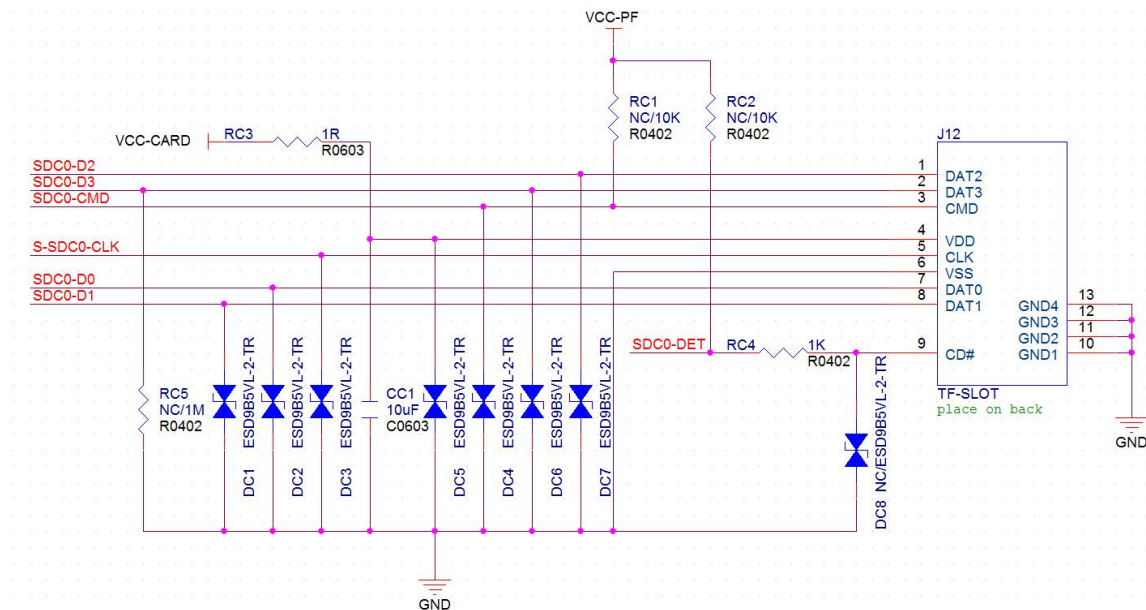 VCC-PF
RC1
NC/10K
R0402
RC2
NC/10K
R0402
VCC-CARD
RC3
1R
R0603
J12
SDC0-D2
SDC0-D3
SDC0-CMD
S-SDC0-CLK
SDC0-D0
SDC0-D1
1
2
3
4
5
6
7
8
9
DAT2
DAT3
CMD
VDD
CLK
VSS
DAT0
DAT1
CD#
GND4
GND3
GND2
GND1
13
12
11
10
SDC0-DET
RC4
1K
R0402
TF-SLOT
place on back
GND
RC5
NC/1M
R0402
DC1
ESD9B5VL-2-TR
DC2
ESD9B5VL-2-TR
DC3
ESD9B5VL-2-TR
CC1
10uF
C0603
DC5
ESD9B5VL-2-TR
DC4
ESD9B5VL-2-TR
DC6
ESD9B5VL-2-TR
DC7
ESD9B5VL-2-TR
DC8 NC/ESD9B5VL-2-TR
GND